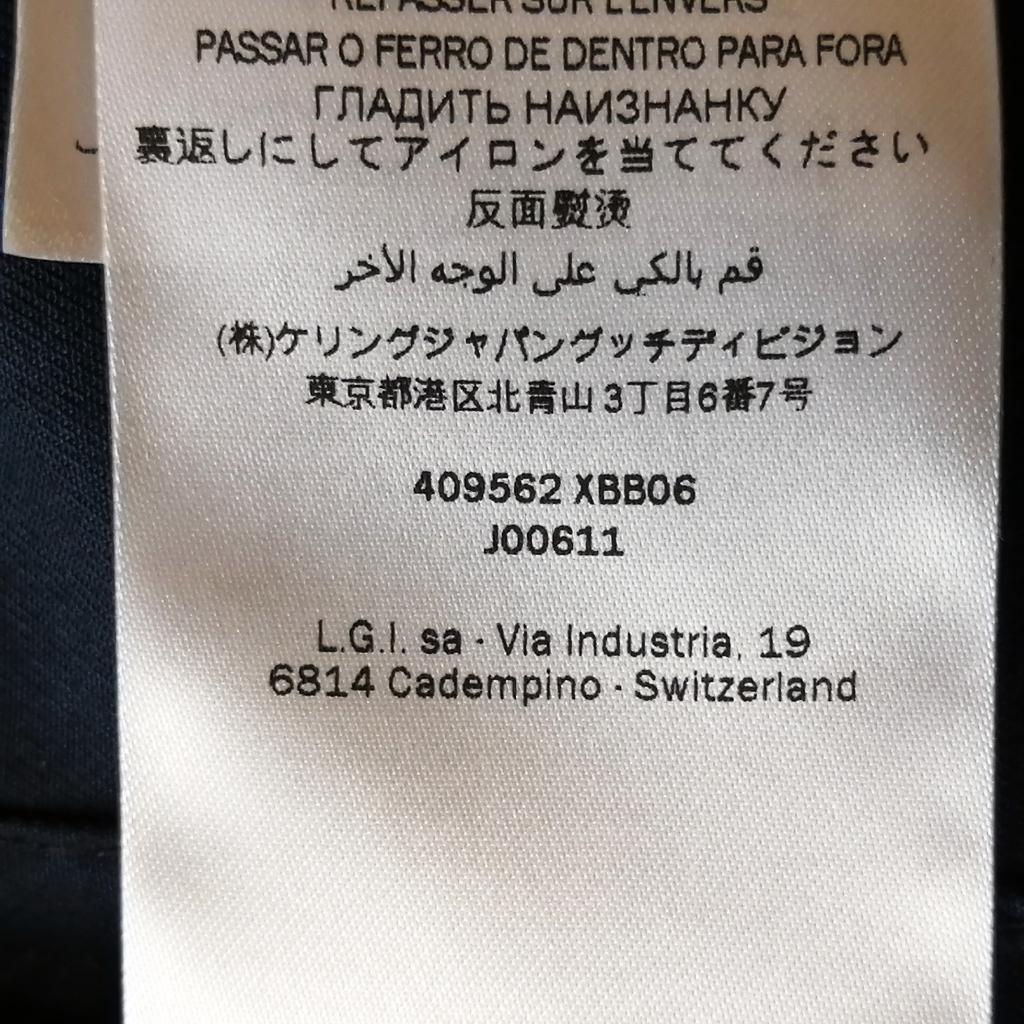 REPASSER SUR L'ENVERS
PASSAR O FERRO DE DENTRO PARA FORA
ГЛАДИТЬ НАИЗНАНКУ
裏返しにしてアイロンを当ててください
反面熨烫
قم بالكي على الوجه الأخر
(株)ケリングジャパングッチディビジョン
東京都港区北青山3丁目6番7号
409562 XBB06
J00611
L.G.I. sa · Via Industria, 19
6814 Cadempino · Switzerland